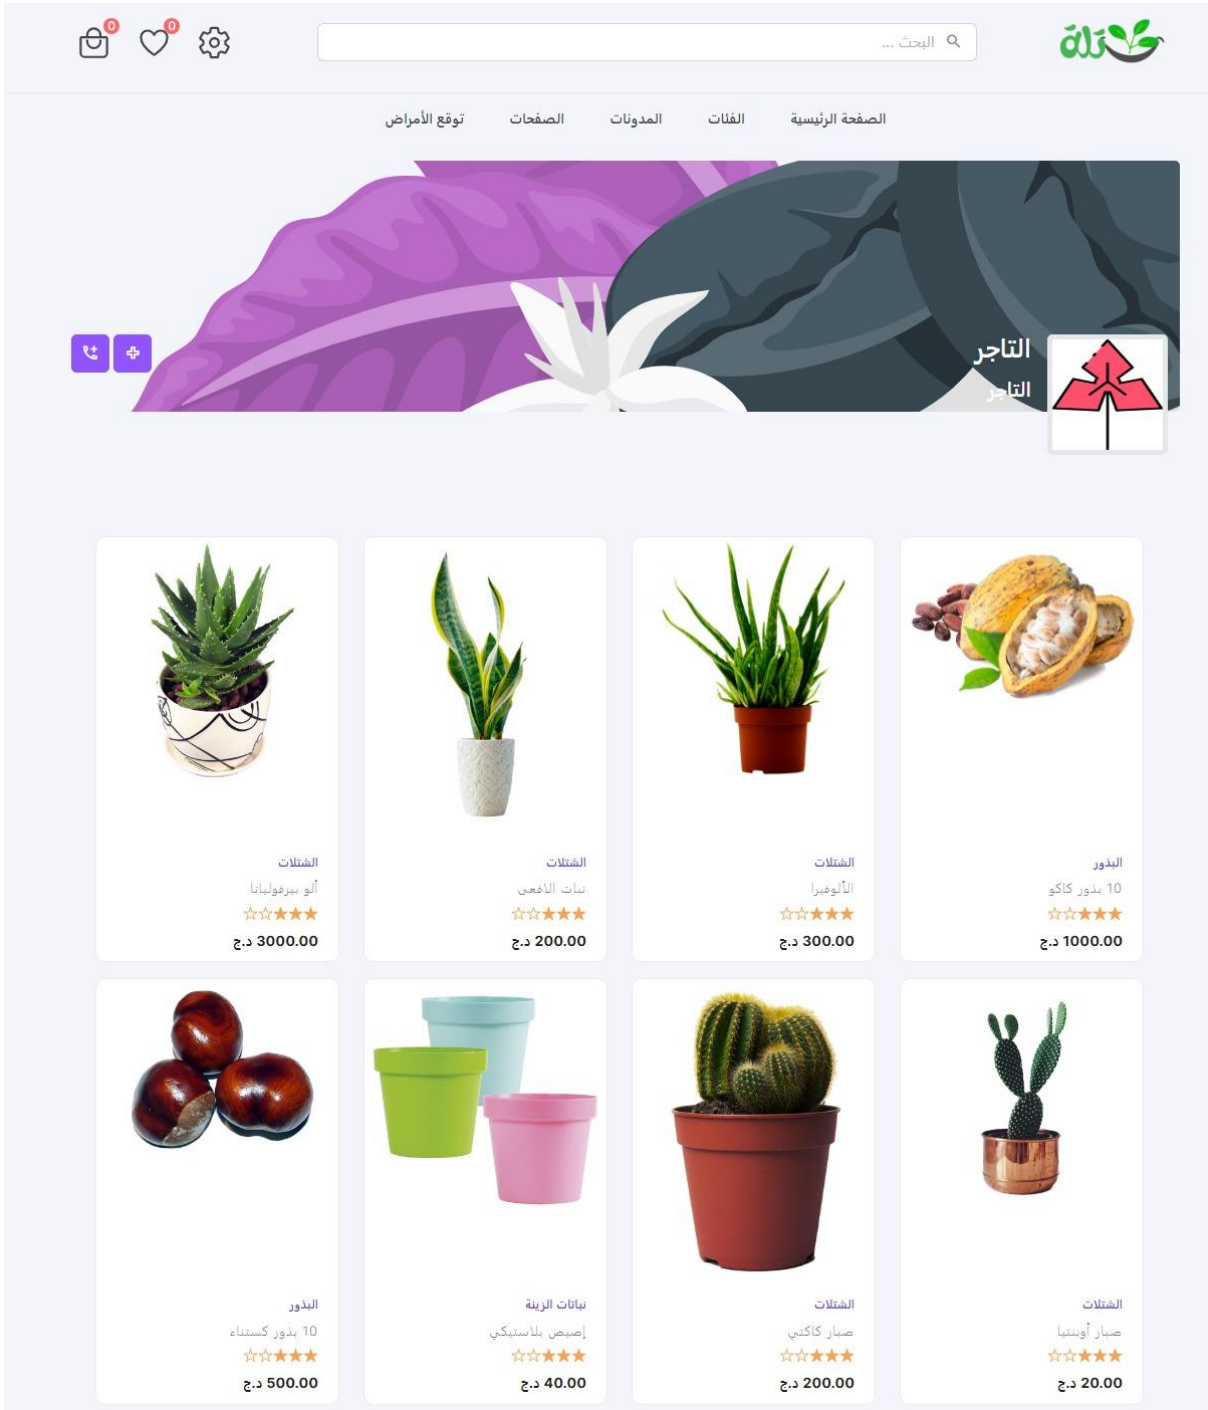 تلة
البحث ...
0
0
الصفحة الرئيسية الفئات المدونات الصفحات توقع الأمراض
التاجر
التاجر
البذور
10 بذور كاكو
1000.00 د.ج
الشتلات
الألوفيرا
300.00 د.ج
الشتلات
نبات الافعى
200.00 د.ج
الشتلات
ألو بيرفولياتا
3000.00 د.ج
الشتلات
صبار أوبنتيا
20.00 د.ج
الشتلات
صبار كاكتي
200.00 د.ج
نباتات الزينة
إصيص بلاستيكي
40.00 د.ج
البذور
10 بذور كستناء
500.00 د.ج